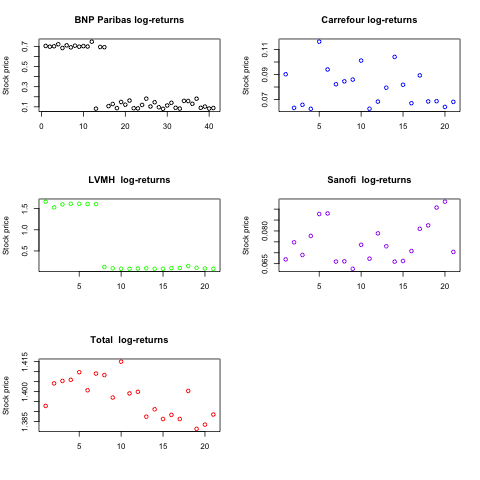 BNP Paribas log-returns
Stock price
0.7
0.5
0.3
0.1
0 10 20 30 40
Carrefour log-returns
Stock price
0.11
0.09
0.07
5 10 15 20
LVMH log-returns
Stock price
1.5
1.0
0.5
5 10 15 20
Sanofi log-returns
Stock price
0.080
0.065
5 10 15 20
Total log-returns
Stock price
1.415
1.400
1.385
5 10 15 20